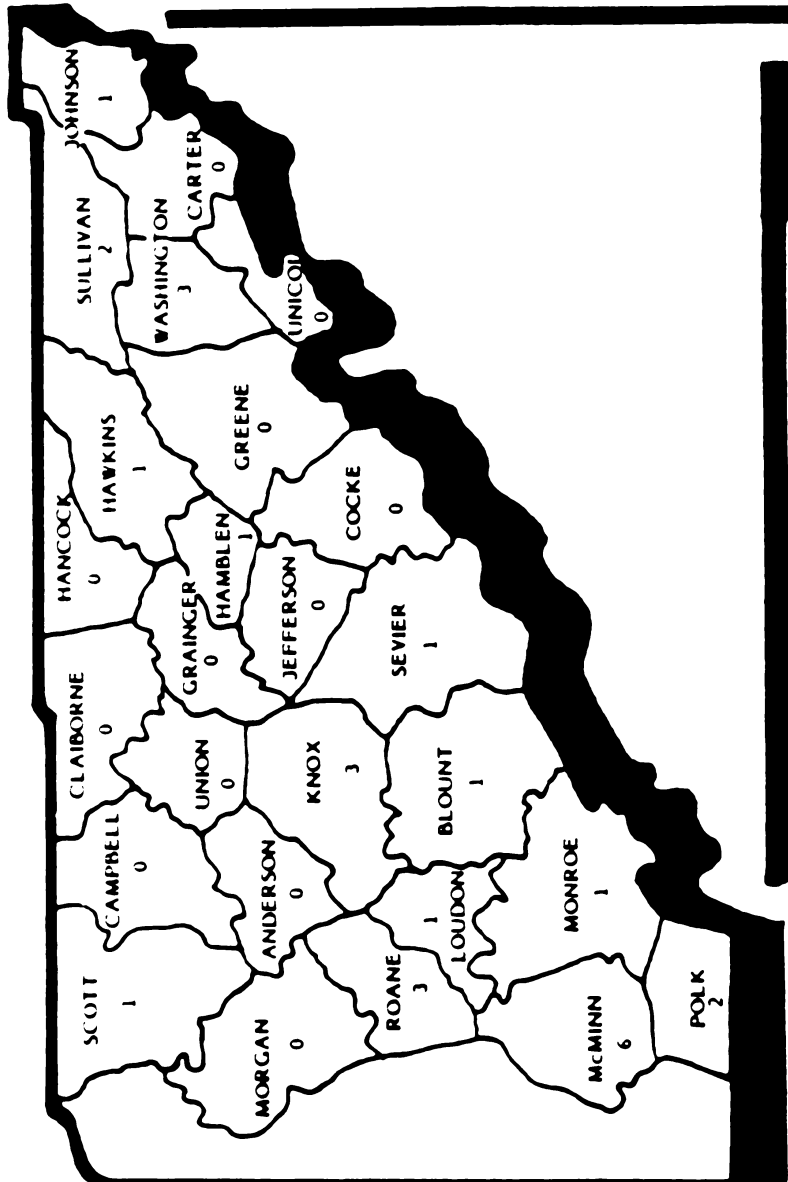 JOHNSON
1
SULLIVAN
2
CARTER
0
WASHINGTON
3
UNICOI
0
HAWKINS
1
GREENE
0
HANCOCK
0
HAMBLEN
1
COCKE
0
GRAINGER
0
JEFFERSON
0
SEVIER
1
CLAIBORNE
0
UNION
0
KNOX
3
BLOUNT
1
CAMPBELL
0
ANDERSON
0
LOUDON
1
MONROE
1
SCOTT
1
MORGAN
0
ROANE
3
McMINN
6
POLK
2